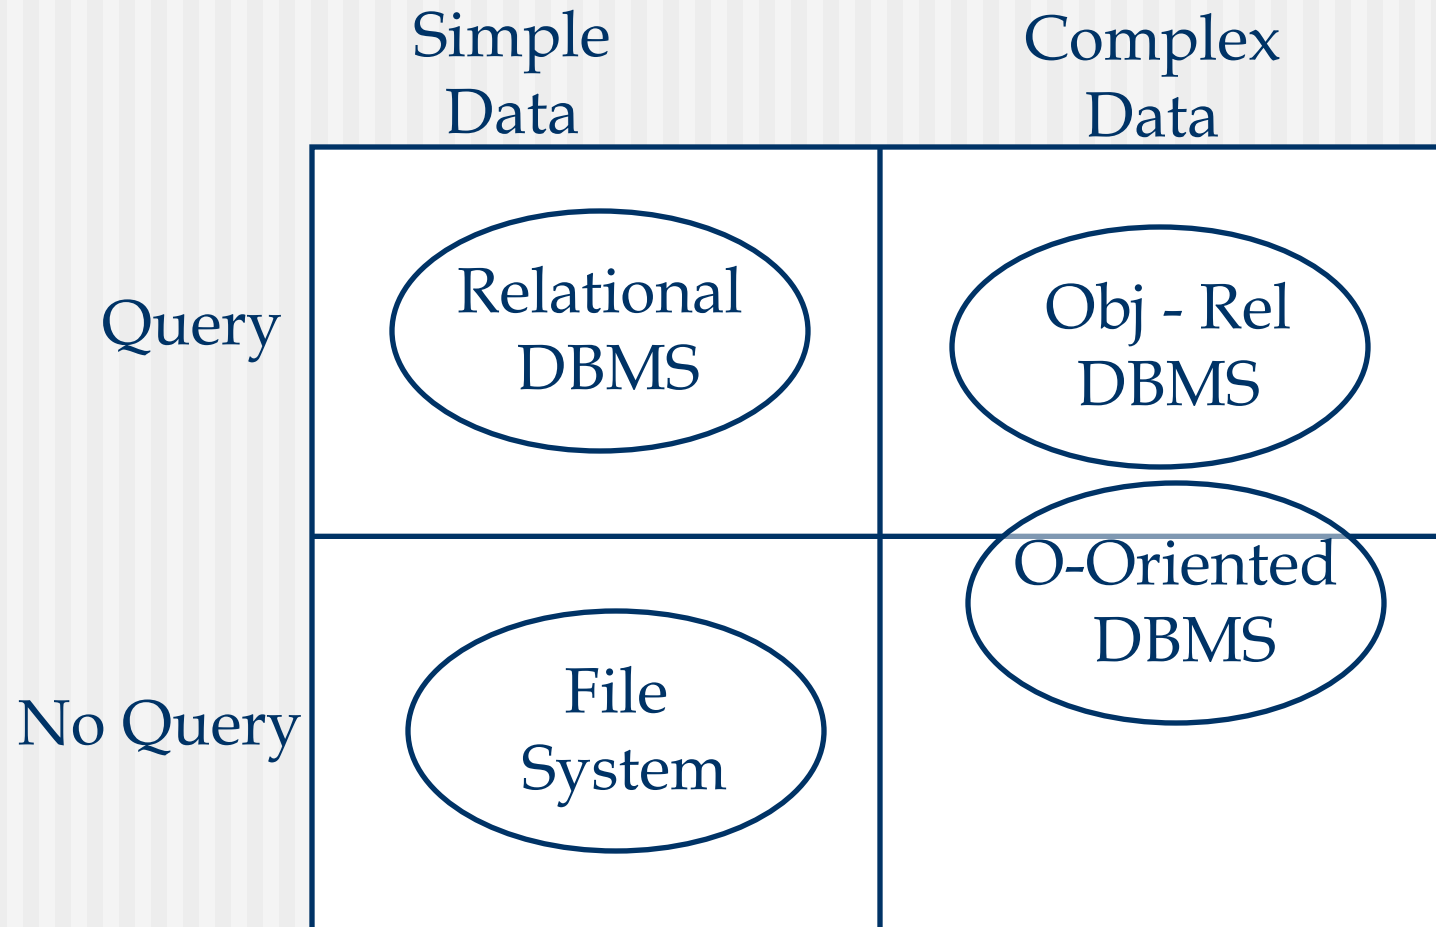 Simple
Data
Complex
Data
Query
Relational
DBMS
Obj - Rel
DBMS
No Query
File
System
O-Oriented
DBMS